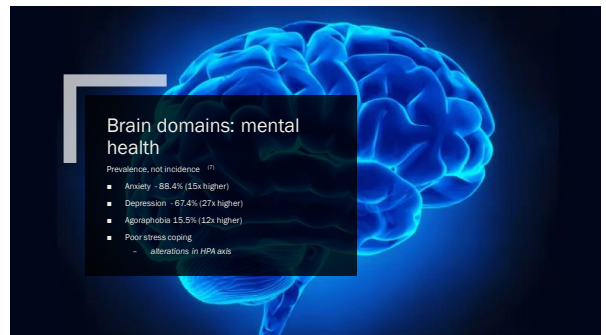 Brain domains: mental
health
Prevalence, not incidence (7)
■ Anxiety - 88.4% (15x higher)
■ Depression - 67.4% (27x higher)
■ Agoraphobia 15.5% (12x higher)
■ Poor stress coping
– alterations in HPA axis